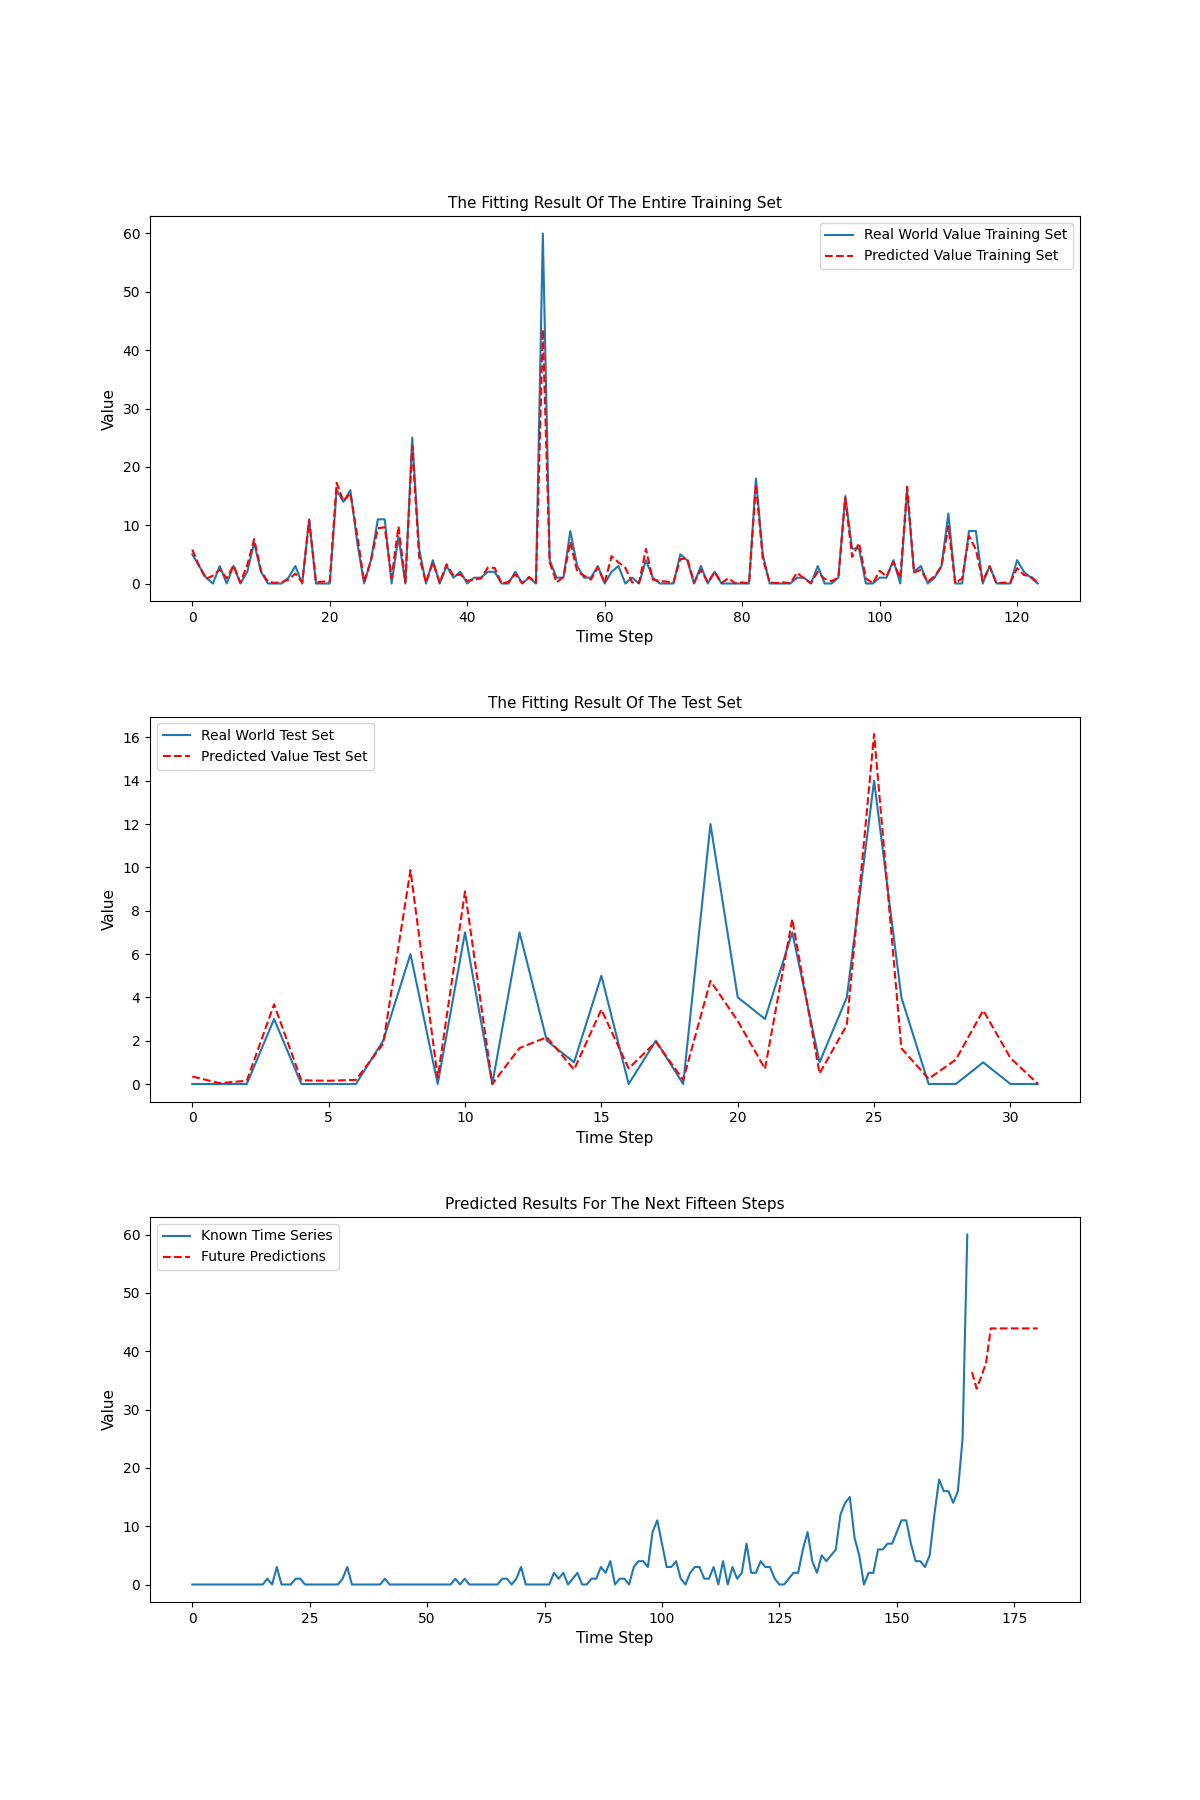 The Fitting Result Of The Entire Training Set
Real World Value Training Set
Predicted Value Training Set
60
50
40
30
20
10
0
Value
0 20 40 60 80 100 120
Time Step
The Fitting Result Of The Test Set
Real World Test Set
Predicted Value Test Set
16
14
12
10
8
6
4
2
0
Value
0 5 10 15 20 25 30
Time Step
Predicted Results For The Next Fifteen Steps
Known Time Series
Future Predictions
60
50
40
30
20
10
0
Value
0 25 50 75 100 125 150 175
Time Step